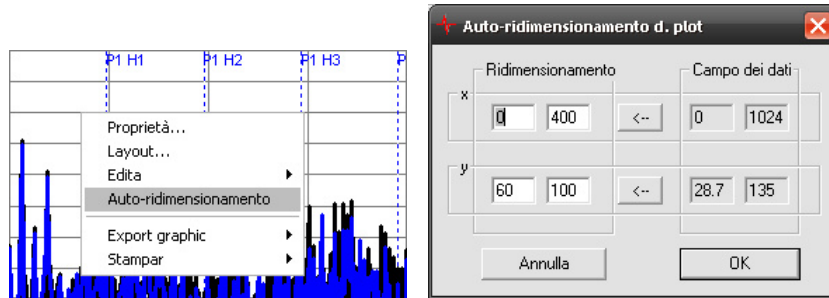 P1 H1 P1 H2 P1 H3 P
Proprietà...
Layout...
Edita
Auto-ridimensionamento
Export graphic
Stampar
Auto-ridimensionamento d. plot
Ridimensionamento Campo dei dati
x
0 400 <-- 0 1024
y
60 100 <-- 28.7 135
Annulla OK